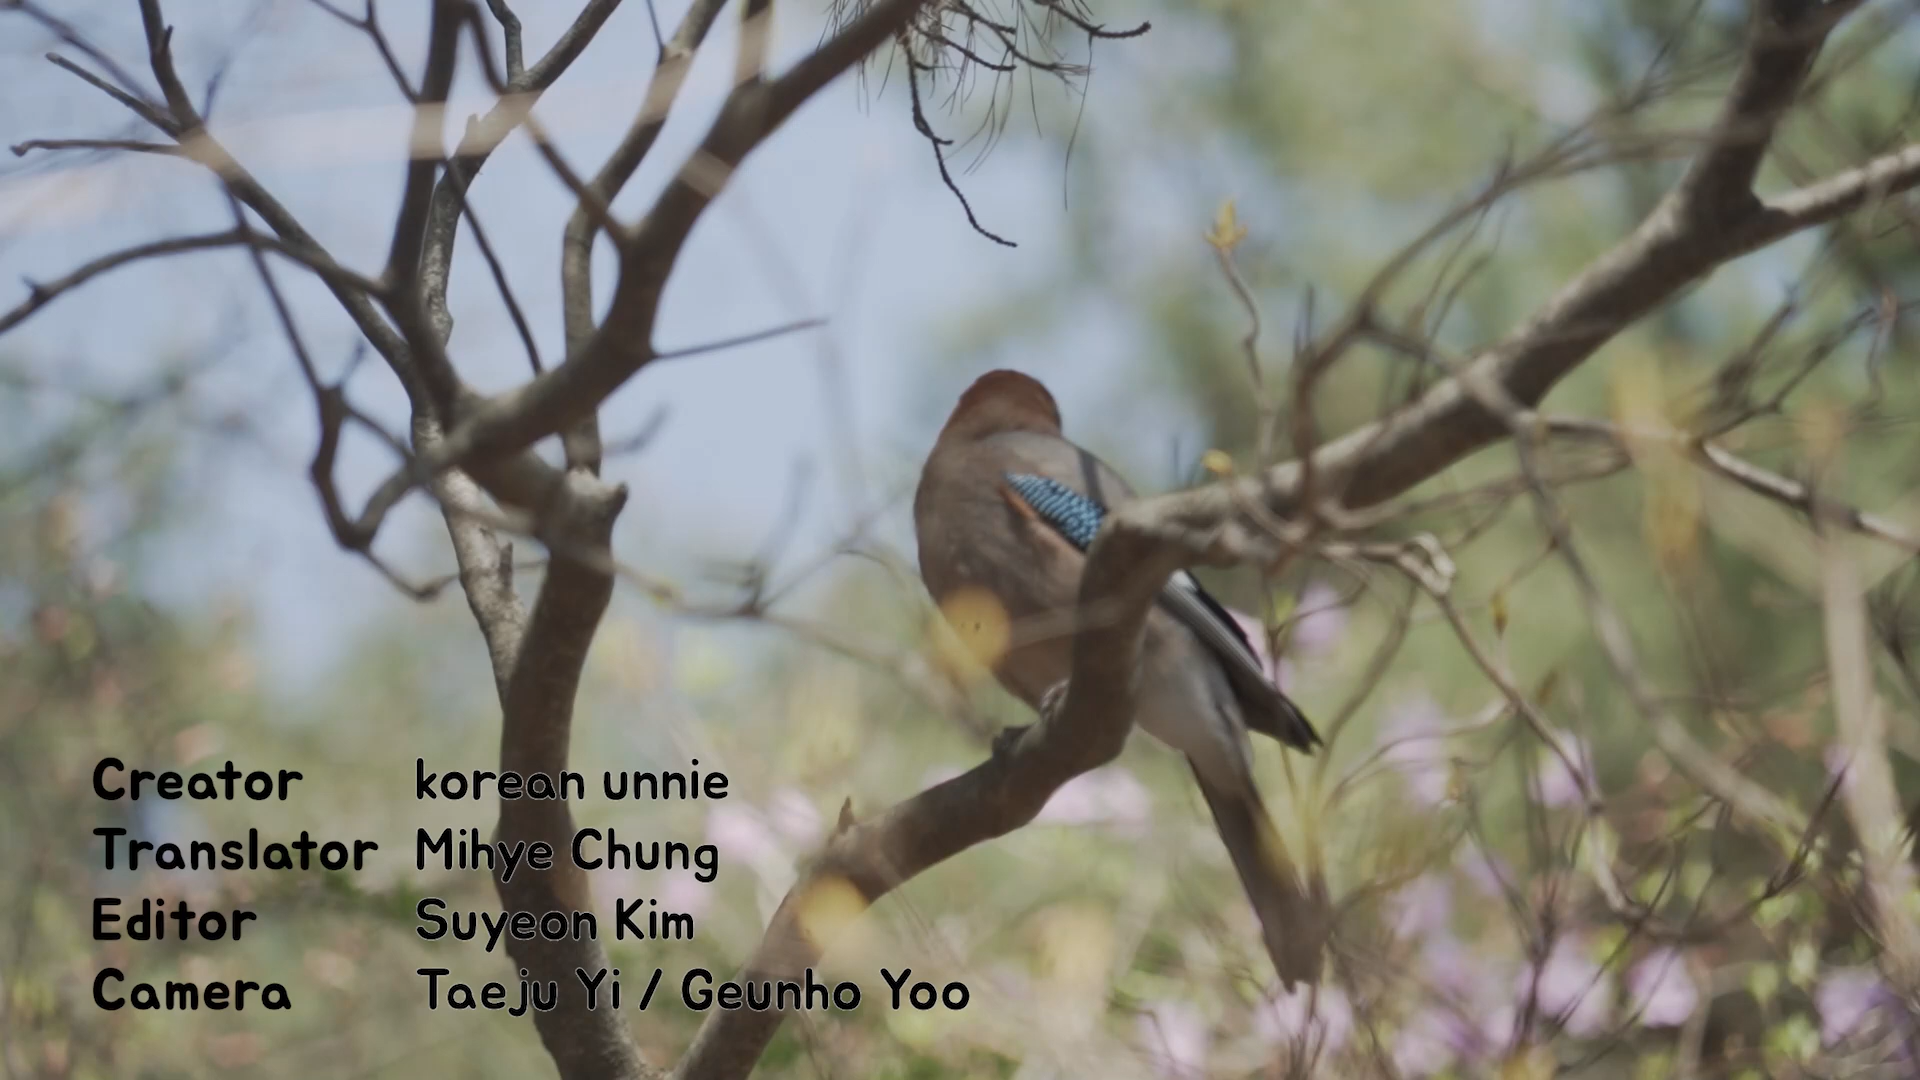 Creator korean unnie
Translator Mihye Chung
Editor Suyeon Kim
Camera Taeju Yi / Geunho Yoo